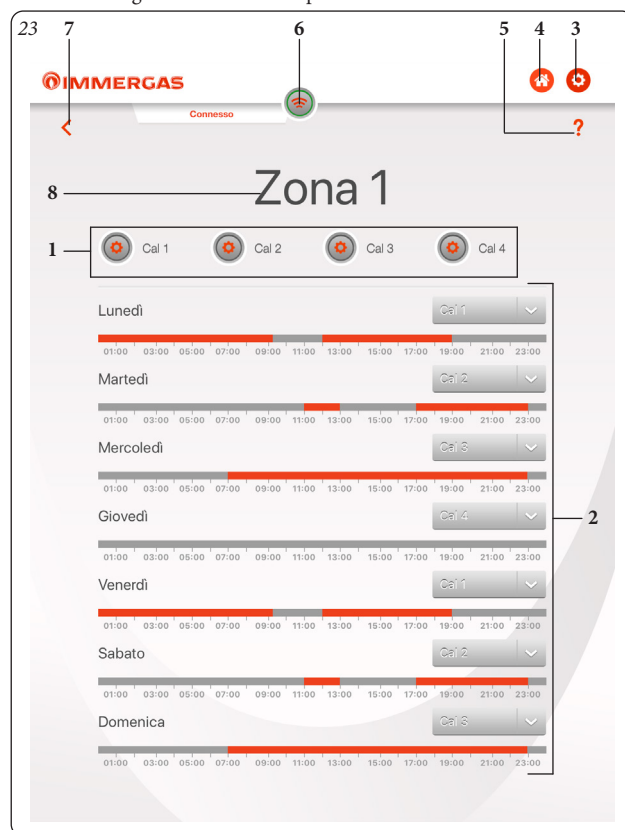 23 7 6 5 4 3
IMMERGAS
Connesso
?
8 Zona 1
1 Cal 1 Cal 2 Cal 3 Cal 4
Lunedì Cal 1
01:00 03:00 05:00 07:00 09:00 11:00 13:00 15:00 17:00 19:00 21:00 23:00
Martedì Cal 2
01:00 03:00 05:00 07:00 09:00 11:00 13:00 15:00 17:00 19:00 21:00 23:00
Mercoledì Cal 3
01:00 03:00 05:00 07:00 09:00 11:00 13:00 15:00 17:00 19:00 21:00 23:00
Giovedì Cal 4
2
01:00 03:00 05:00 07:00 09:00 11:00 13:00 15:00 17:00 19:00 21:00 23:00
Venerdì Cal 1
01:00 03:00 05:00 07:00 09:00 11:00 13:00 15:00 17:00 19:00 21:00 23:00
Sabato Cal 2
01:00 03:00 05:00 07:00 09:00 11:00 13:00 15:00 17:00 19:00 21:00 23:00
Domenica Cal 3
01:00 03:00 05:00 07:00 09:00 11:00 13:00 15:00 17:00 19:00 21:00 23:00